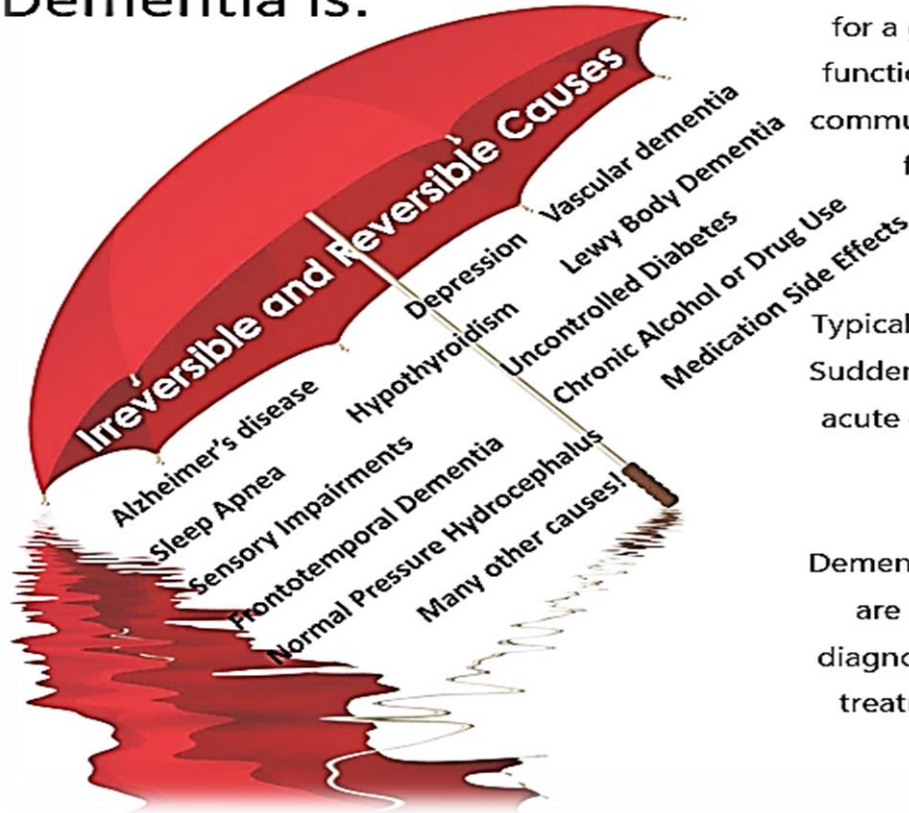 Dementia is:
Irreversible and Reversible Causes
Vascular dementia
Lewy Body Dementia
Depression
Uncontrolled Diabetes
Hypothyroidism
Chronic Alcohol or Drug Use
Medication Side Effects
Alzheimer's disease
Sleep Apnea
Sensory Impairments
Frontotemporal Dementia
Normal Pressure Hydrocephalus
Many other causes!
for a
functi
commu
f
Typical
Sudden
acute
Demen
are
diagno
treat